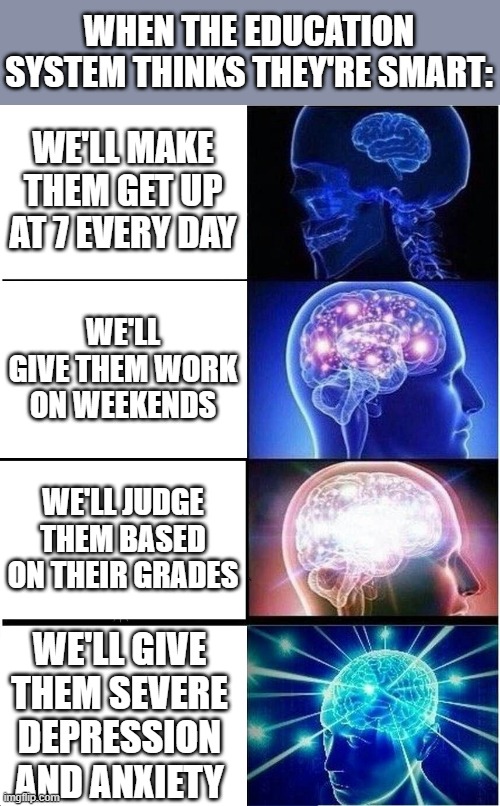 WHEN THE EDUCATION
SYSTEM THINKS THEY'RE SMART:
WE'LL MAKE
THEM GET UP
AT 7 EVERY DAY
WE'LL
GIVE THEM WORK
ON WEEKENDS
WE'LL JUDGE
THEM BASED
ON THEIR GRADES
WE'LL GIVE
THEM SEVERE
DEPRESSION
AND ANXIETY
imgflip.com